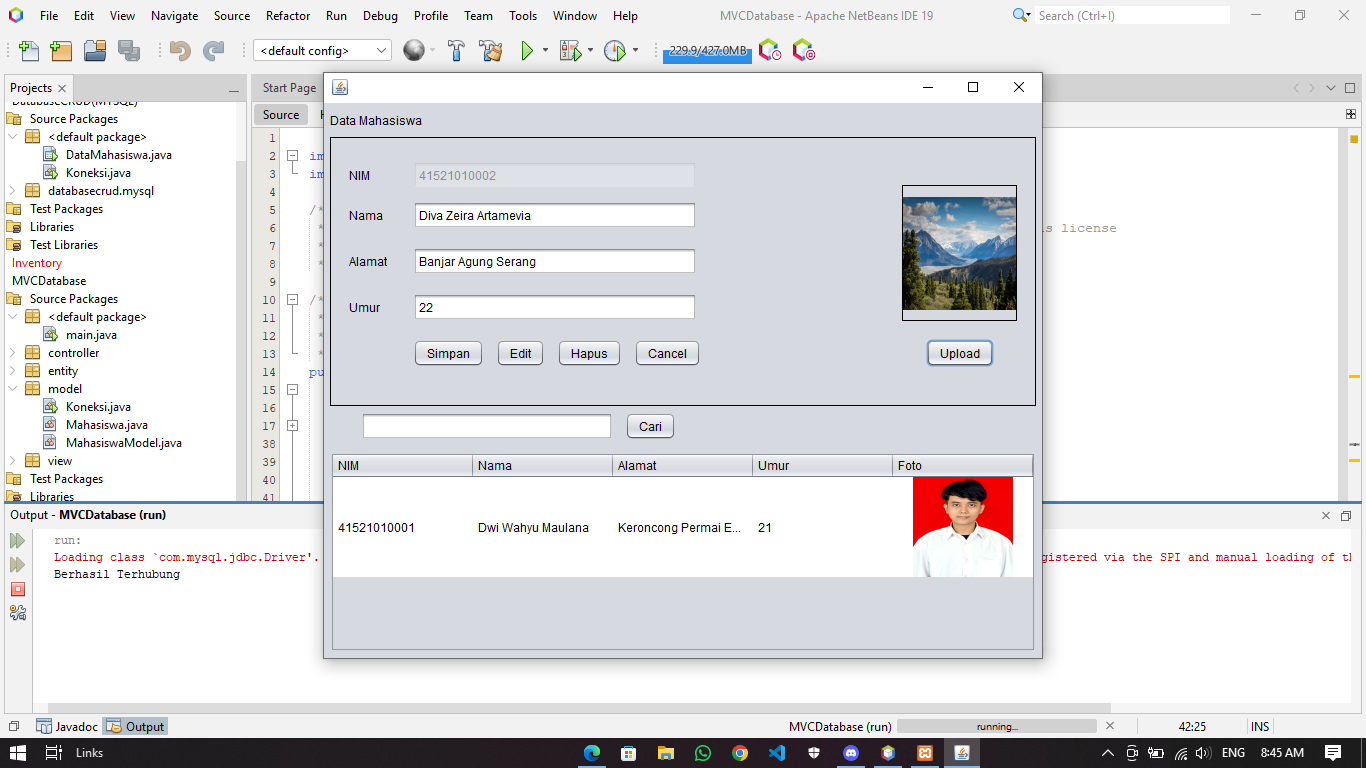 File Edit View Navigate Source Refactor Run Debug Profile Team Tools Window Help MVCDatabase - Apache NetBeans IDE 19 Search (Ctrl+I)
<default config> 229.9/427.0MB
Projects Start Page
Source
DatabaseCRUD(MYSQL)
Source Packages
<default package>
DataMahasiswa.java
Koneksi.java
databasecrud.mysql
Test Packages
Libraries
Test Libraries
Inventory
MVCDatabase
Source Packages
<default package>
main.java
controller
entity
model
Koneksi.java
Mahasiswa.java
MahasiswaModel.java
view
Test Packages
Libraries
1
2 im
3 im
4
5 /*
6 * s license
7 *
8 *
9
10 /*
11 *
12 *
13 *
14 pu
15
16
17
38
39
40
41
Data Mahasiswa
NIM 41521010002
Nama Diva Zeira Artamevia
Alamat Banjar Agung Serang
Umur 22
Simpan Edit Hapus Cancel Upload
Cari
NIM Nama Alamat Umur Foto
41521010001 Dwi Wahyu Maulana Keroncong Permai E... 21
Output - MVCDatabase (run)
run:
Loading class `com.mysql.jdbc.Driver'. gistered via the SPI and manual loading of th
Berhasil Terhubung
Javadoc Output MVCDatabase (run) running... 42:25 INS
Links ENG 8:45 AM